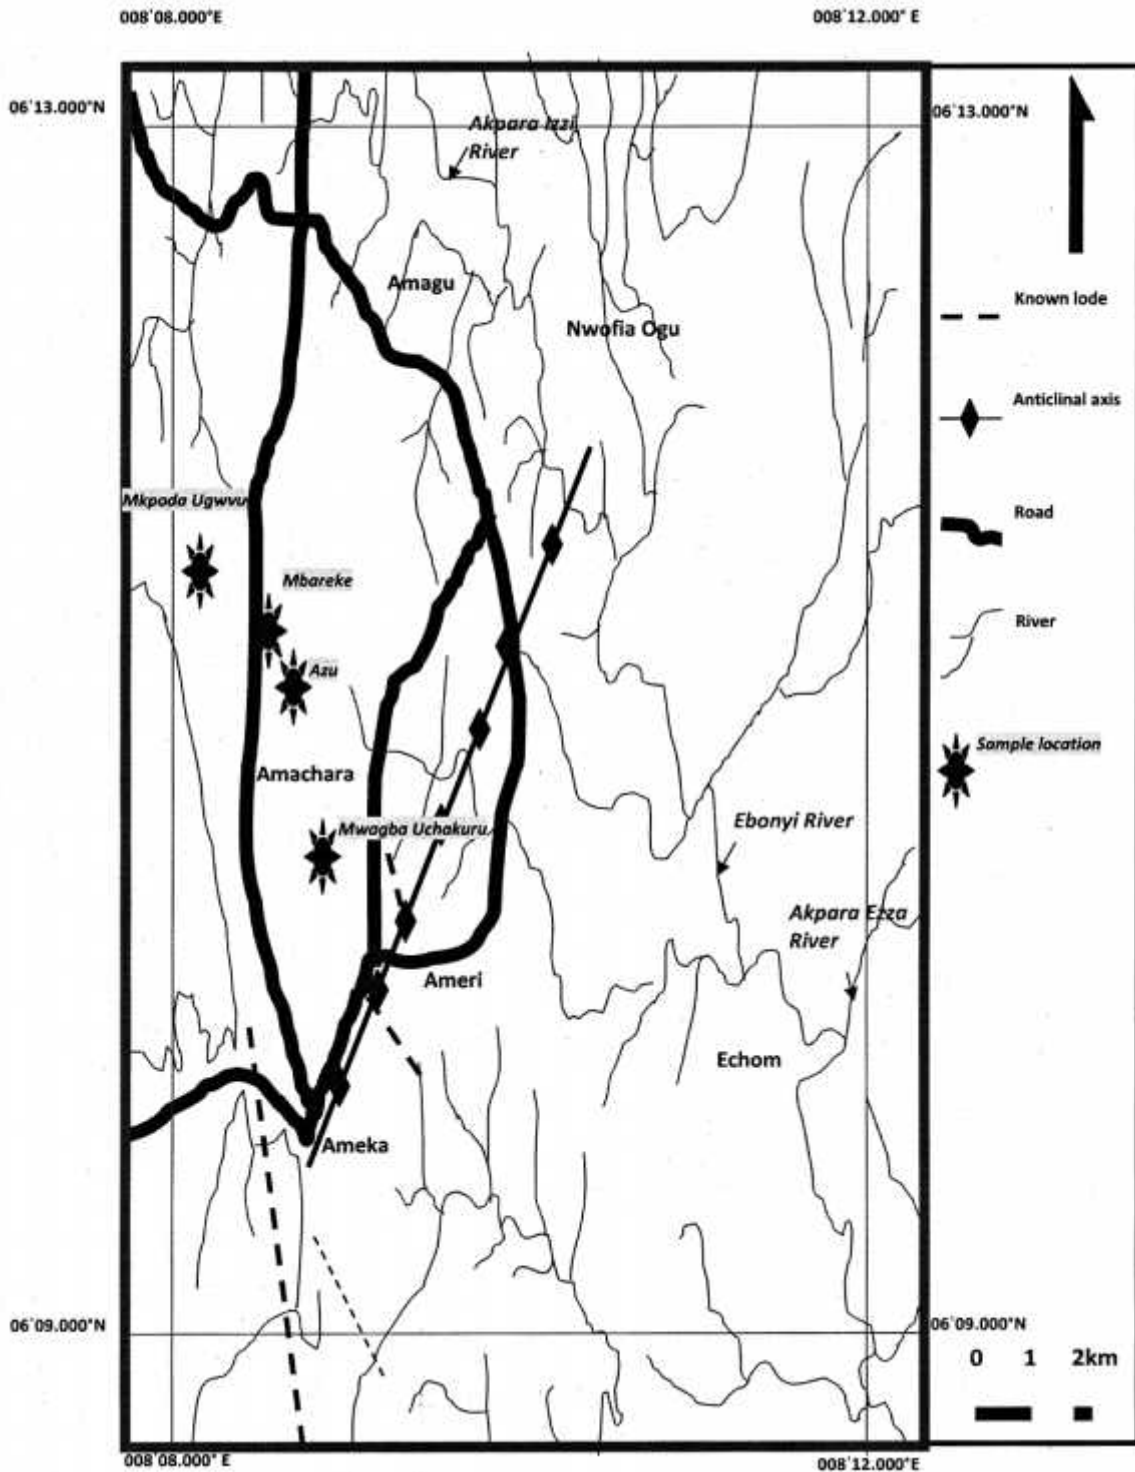 008°08.000°E
008°12.000° E
06°13.000°N
06°13.000°N
Akpara Izzi
River
Amagu
Known lode
Nwofia Ogu
Anticlinal axis
Mkpoda Ugwvu
Road
Mbareke
River
Azu
Sample location
Amachara
Mwagba Uchakuru
Ebonyi River
Akpara Ezza
River
Ameri
Echom
Ameka
06°09.000°N
06°09.000°N
0 1 2km
008°08.000° E
008°12.000°E